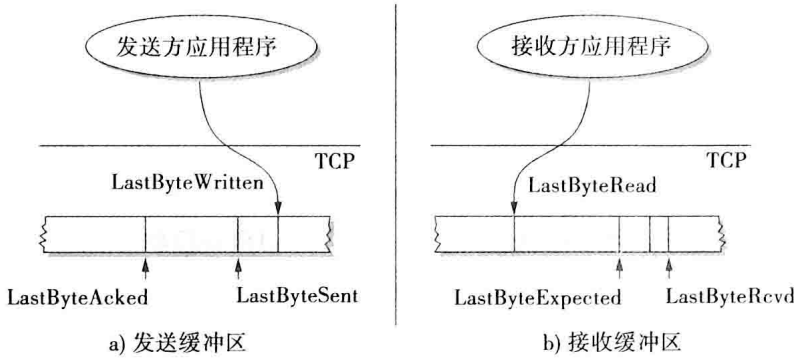 发送方应用程序
接收方应用程序
TCP
TCP
LastByteWritten
LastByteRead
LastByteAcked
LastByteSent
LastByteExpected
LastByteRcvd
a) 发送缓冲区
b) 接收缓冲区